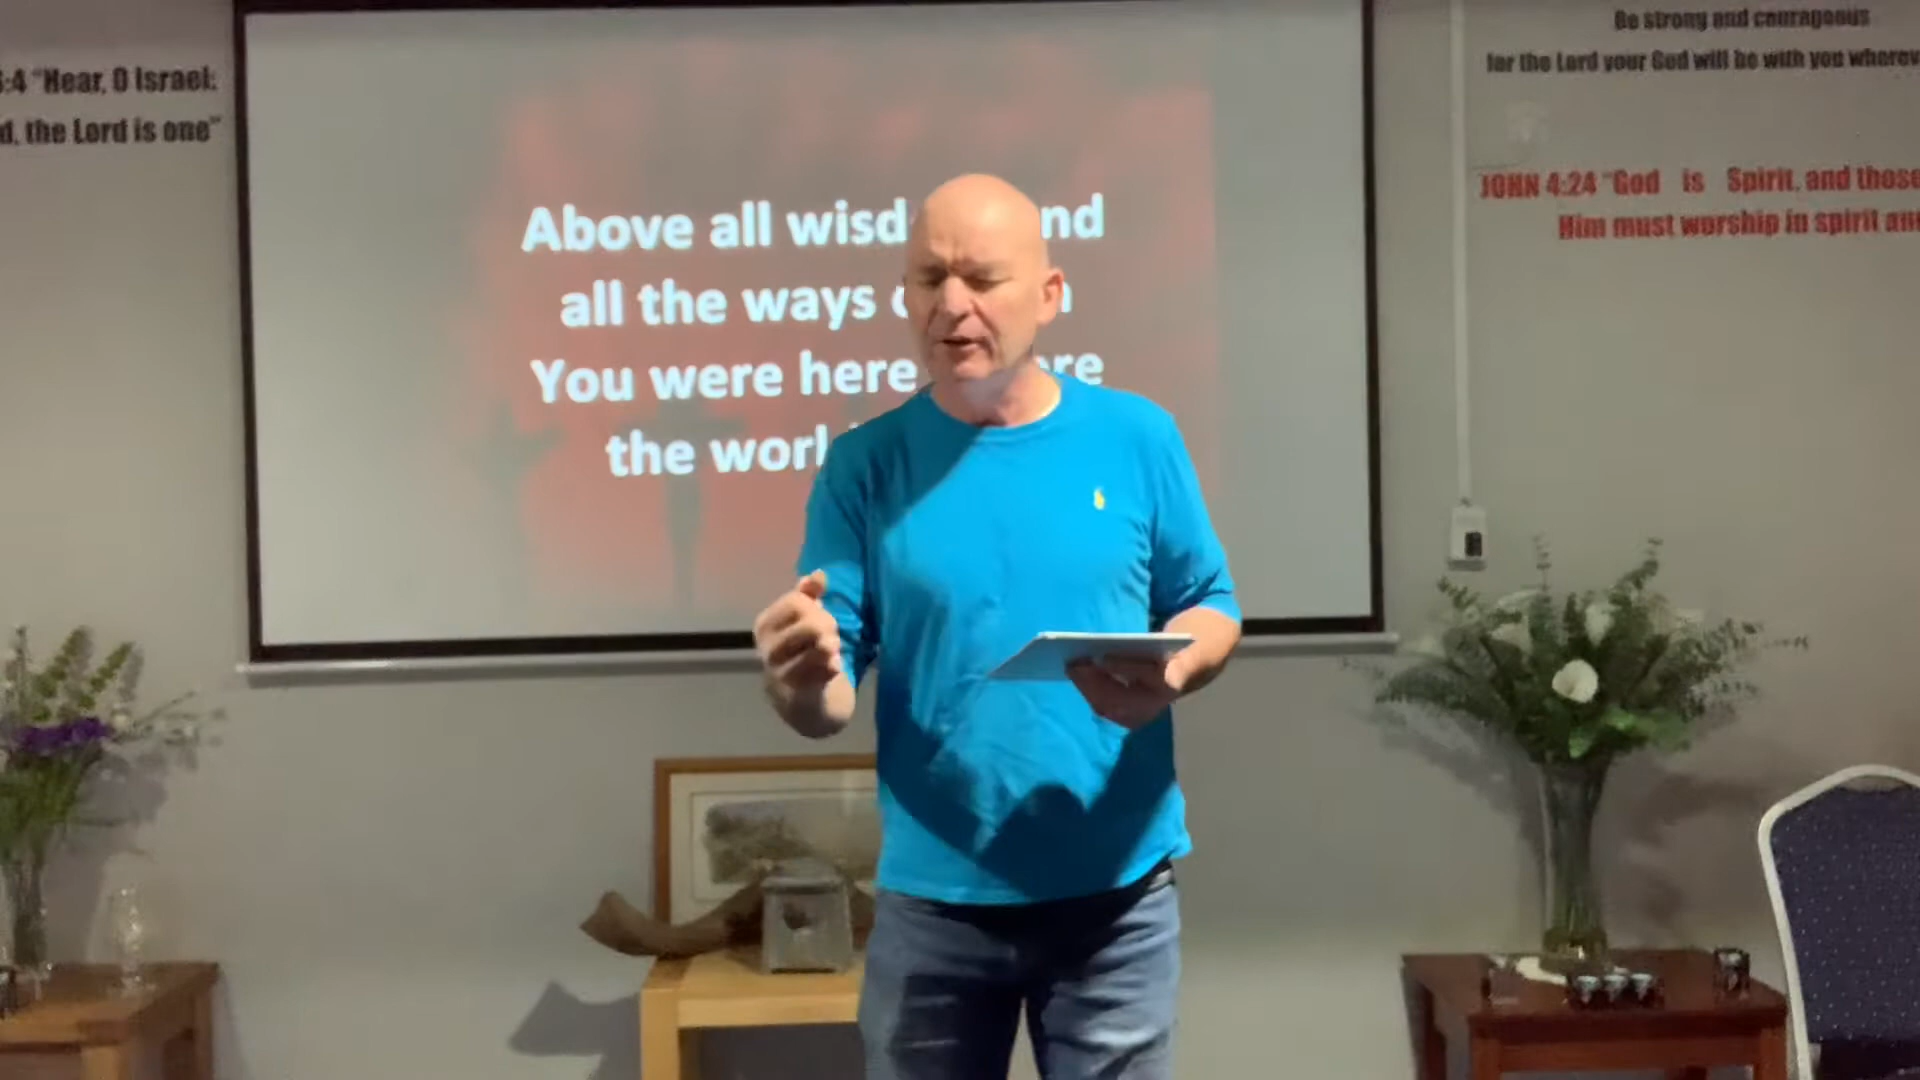 :4 "Hear, O Israel:
d, the Lord is one"
Above all wisd nd
all the ways
You were here re
the worl
Be strong and courageous
for the Lord your God will be with you wherev
JOHN 4:24 "God is Spirit, and those
Him must worship in spirit an